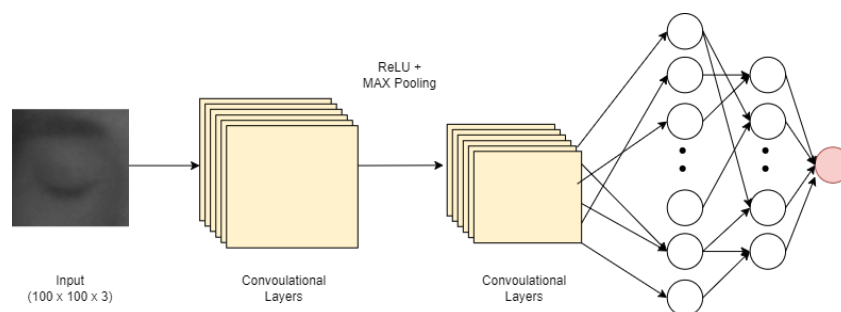 ReLU +
MAX Pooling
Input
(100 x 100 x 3)
Convoulational
Layers
Convoulational
Layers